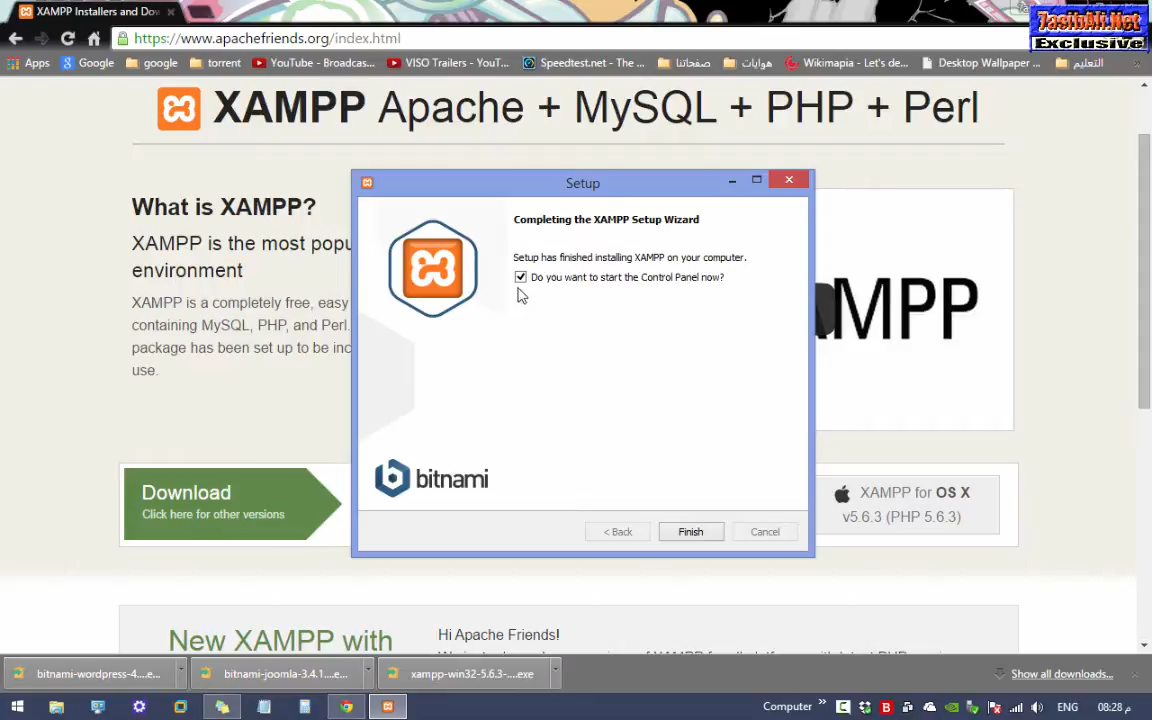 XAMPP Installers and Dov
JasibAli.Net
Exclusive
https://www.apachefriends.org/index.html
Apps
Google
google
torrent
YouTube - Broadcas...
VISO Trailers - YouT...
Speedtest.net - The ...
صفحاتنا
هوايات
Wikimapia - Let's de...
Desktop Wallpaper ...
التعليم
XAMPP Apache + MySQL + PHP + Perl
What is XAMPP?
XAMPP is the most popu
environment
XAMPP is a completely free, easy
containing MySQL, PHP, and Perl.
package has been set up to be inc
use.
Setup
Completing the XAMPP Setup Wizard
Setup has finished installing XAMPP on your computer.
Do you want to start the Control Panel now?
bitnami
< Back
Finish
Cancel
AMPP
Download
Click here for other versions
XAMPP for OS X
v5.6.3 (PHP 5.6.3)
New XAMPP with
Hi Apache Friends!
bitnami-wordpress-4....exe
bitnami-joomla-3.4.1....exe
xampp-win32-5.6.3-....exe
Show all downloads...
Computer
ENG
08:28 م